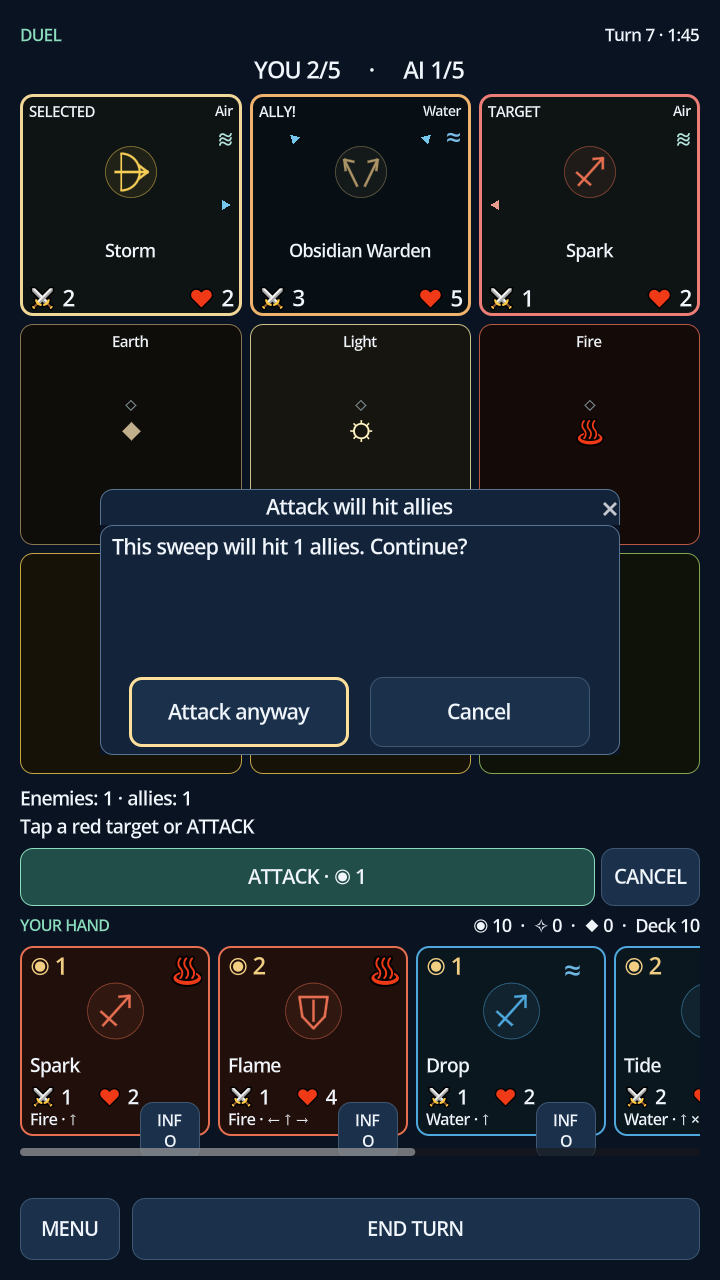 DUEL
Turn 7 · 1:45
YOU 2/5 · AI 1/5
SELECTED Air
Storm
2 2
ALLY! Water
Obsidian Warden
3 5
TARGET Air
Spark
1 2
Earth
Light
Fire
Attack will hit allies ×
This sweep will hit 1 allies. Continue?
Attack anyway
Cancel
Enemies: 1 · allies: 1
Tap a red target or ATTACK
ATTACK · ◉ 1
CANCEL
YOUR HAND
◉ 10 · ✧ 0 · ◆ 0 · Deck 10
◉ 1
Spark
1 2
Fire · ↑
INF
O
◉ 2
Flame
1 4
Fire · ← ↑ →
INF
O
◉ 1
Drop
1 2
Water · ↑
INF
O
◉ 2
Tide
2
Water · ↑ ×
MENU
END TURN